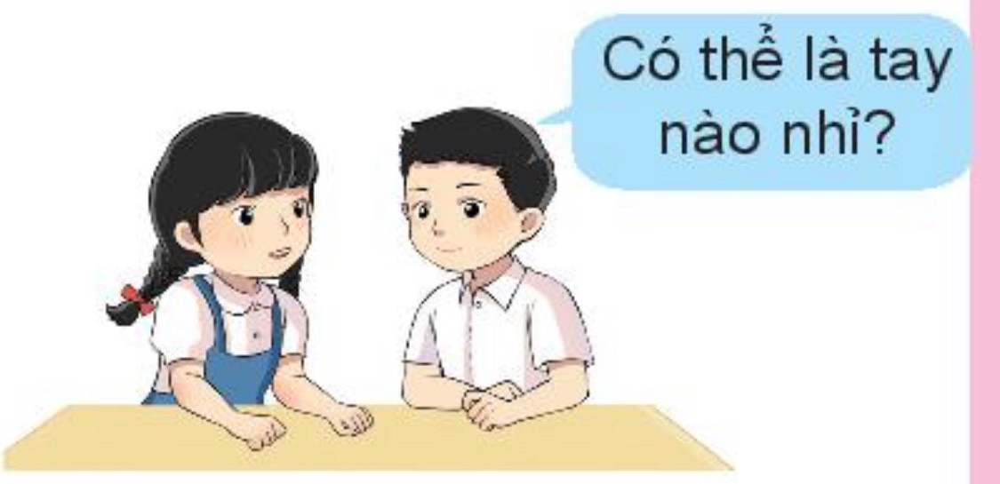 Có thể là tay
nào nhỉ?